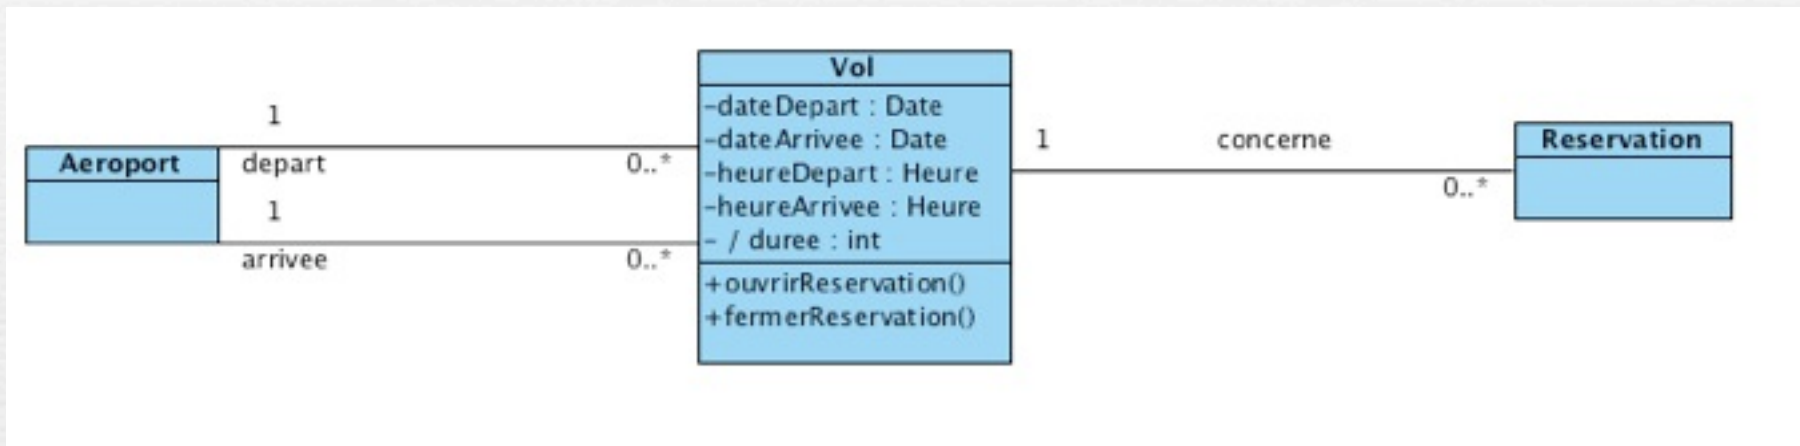 Vol
-dateDepart : Date
-dateArrivee : Date
-heureDepart : Heure
-heureArrivee : Heure
- / duree : int
+ouvrirReservation()
+fermerReservation()
Aeroport
1
depart
0..*
1
arrivee
0..*
1
concerne
0..*
Reservation